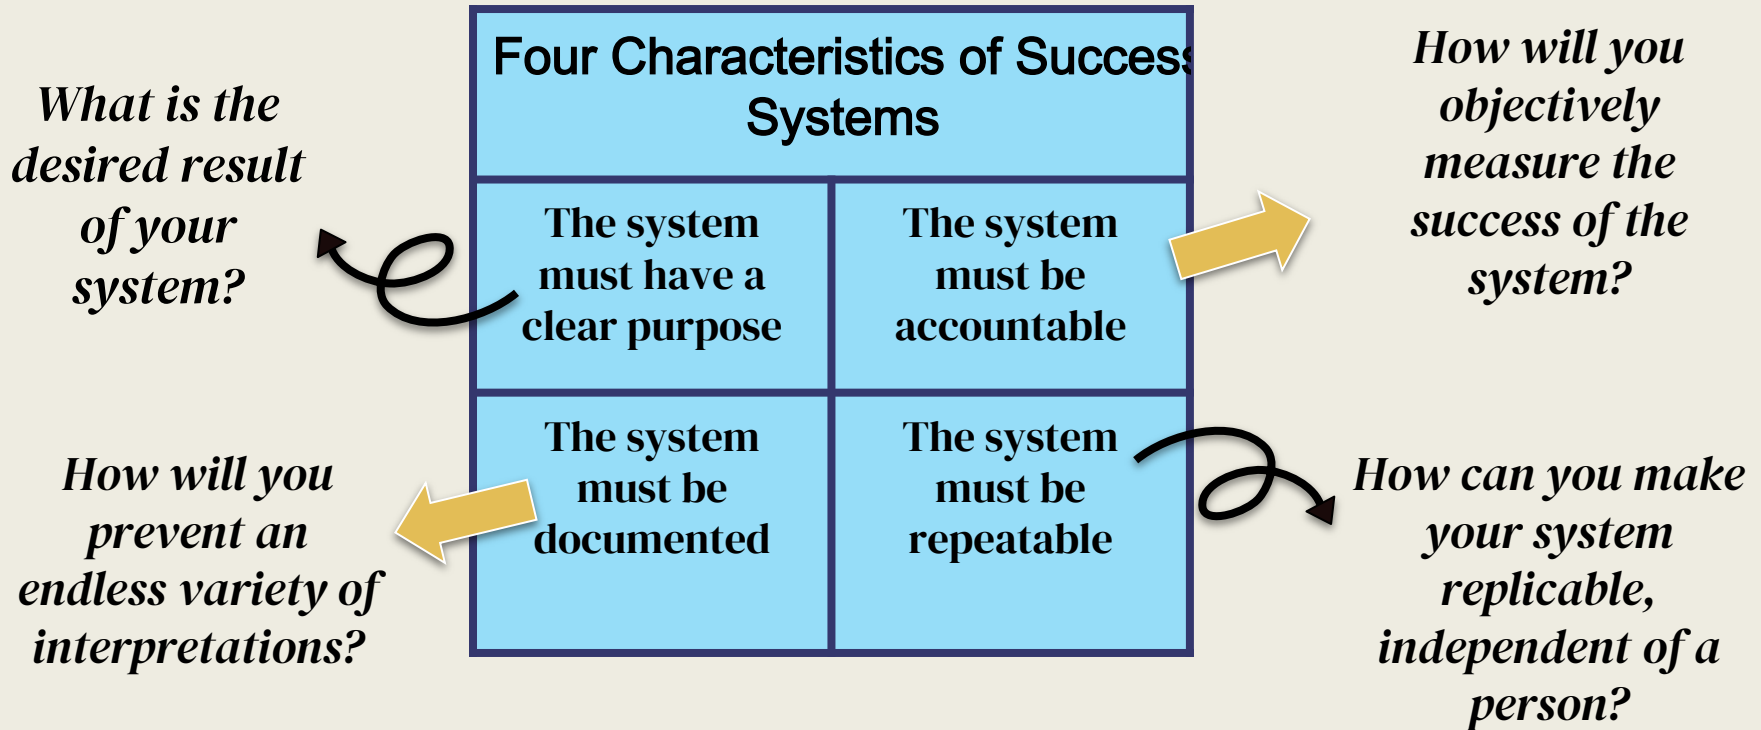 Four Characteristics of Success
Systems
What is the
desired result
of your
system?
The system
must have a
clear purpose
The system
must be
accountable
How will you
objectively
measure the
success of the
system?
How will you
prevent an
endless variety of
interpretations?
The system
must be
documented
The system
must be
repeatable
How can you make
your system
replicable,
independent of a
person?